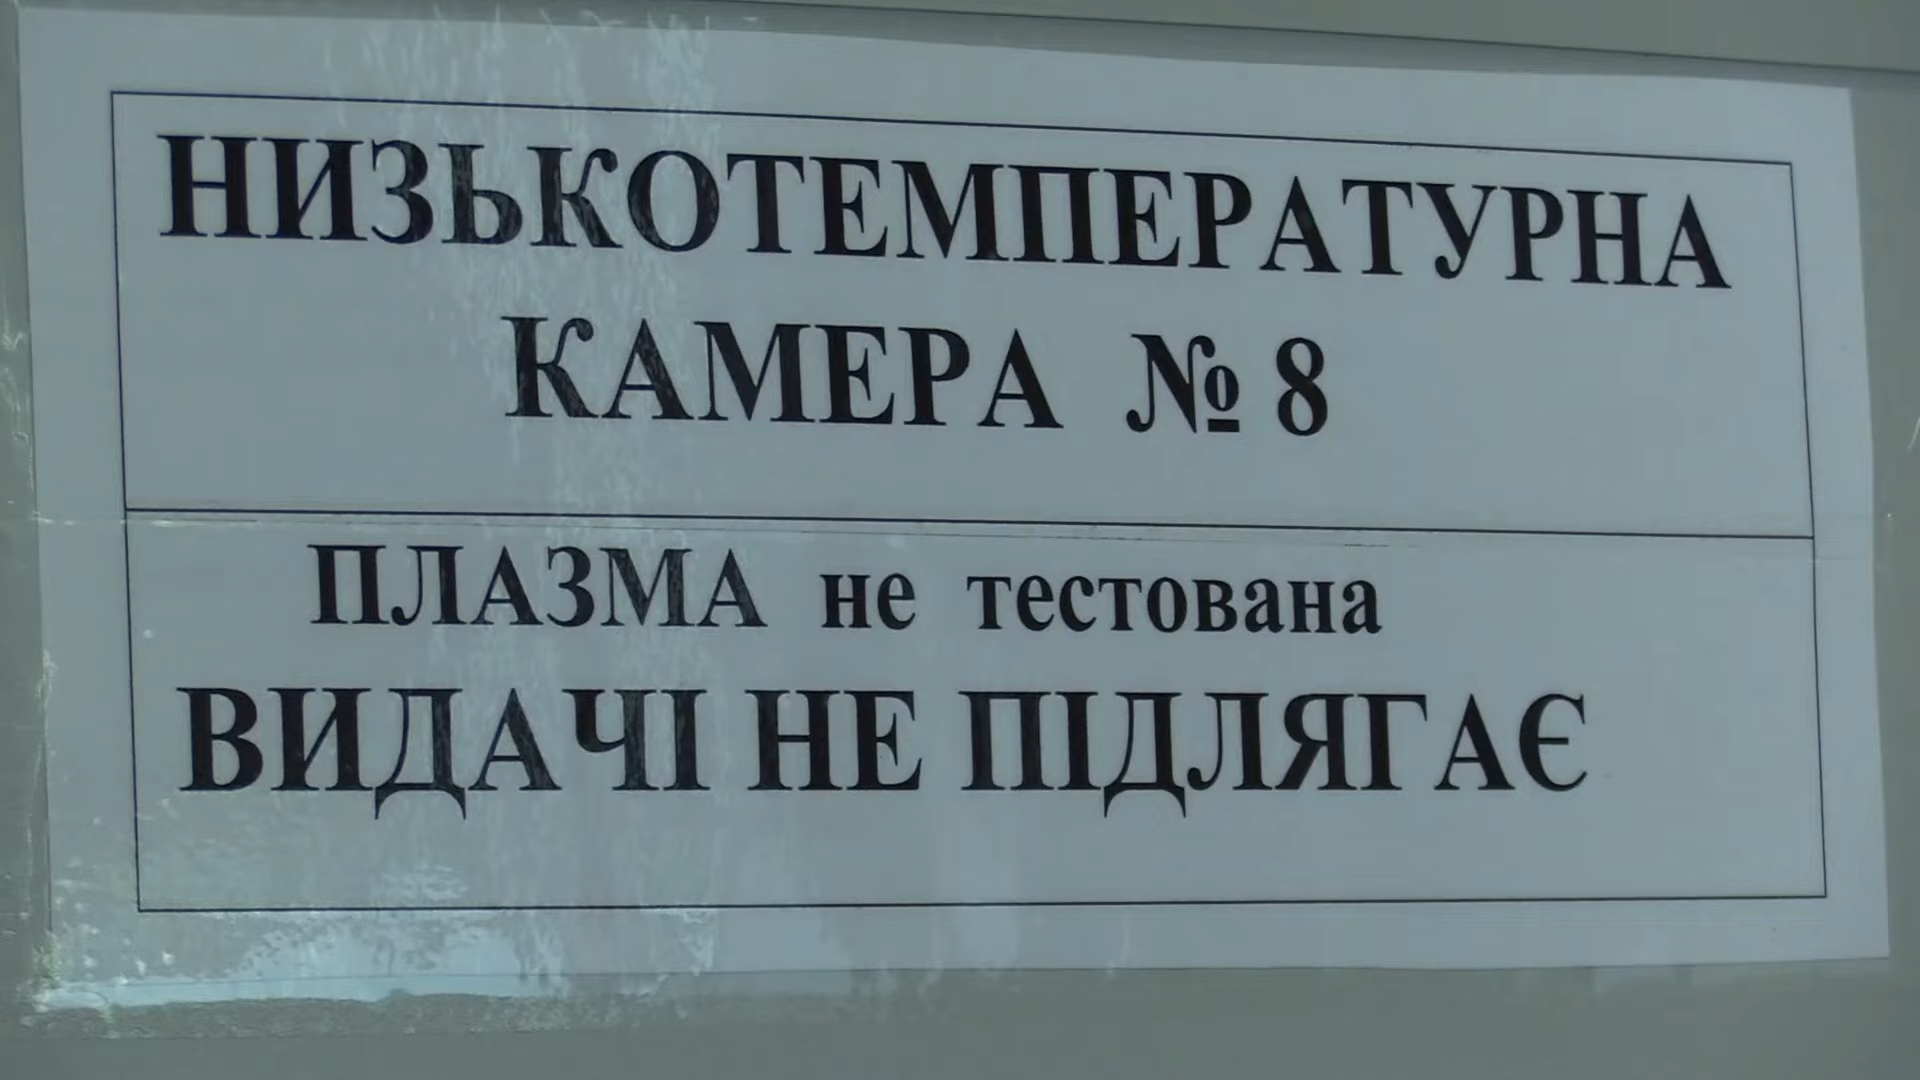 НИЗЬКОТЕМПЕРАТУРНА
КАМЕРА № 8
ПЛАЗМА не тестована
ВИДАЧІ НЕ ПІДЛЯГАЄ